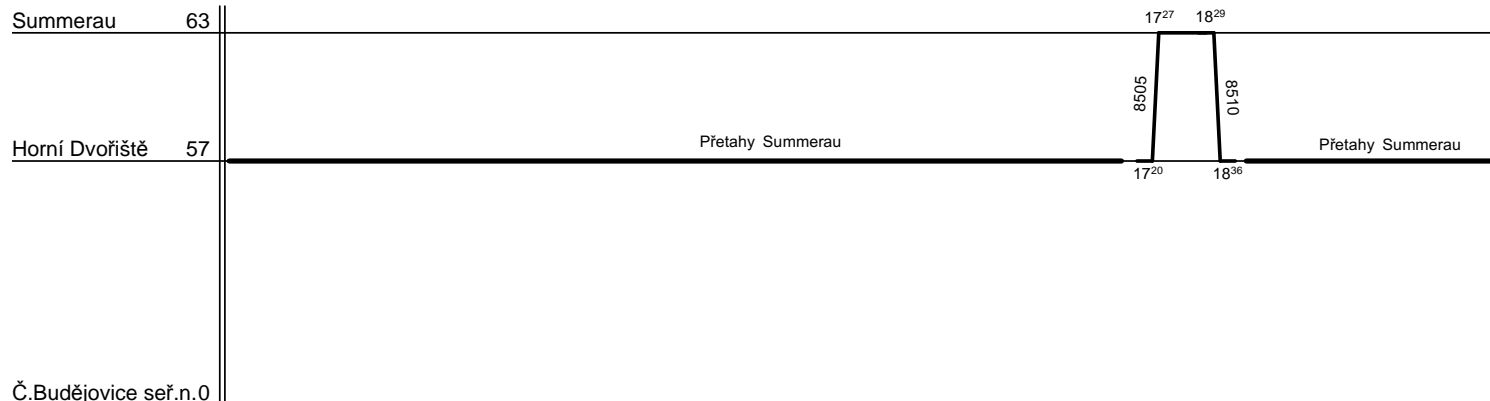 Summerau 63
17²⁷ 18²⁹
8505
8510
Horní Dvořiště 57
Přetahy Summerau
Přetahy Summerau
17²⁰ 18³⁶
Č.Budějovice seř.n. 0